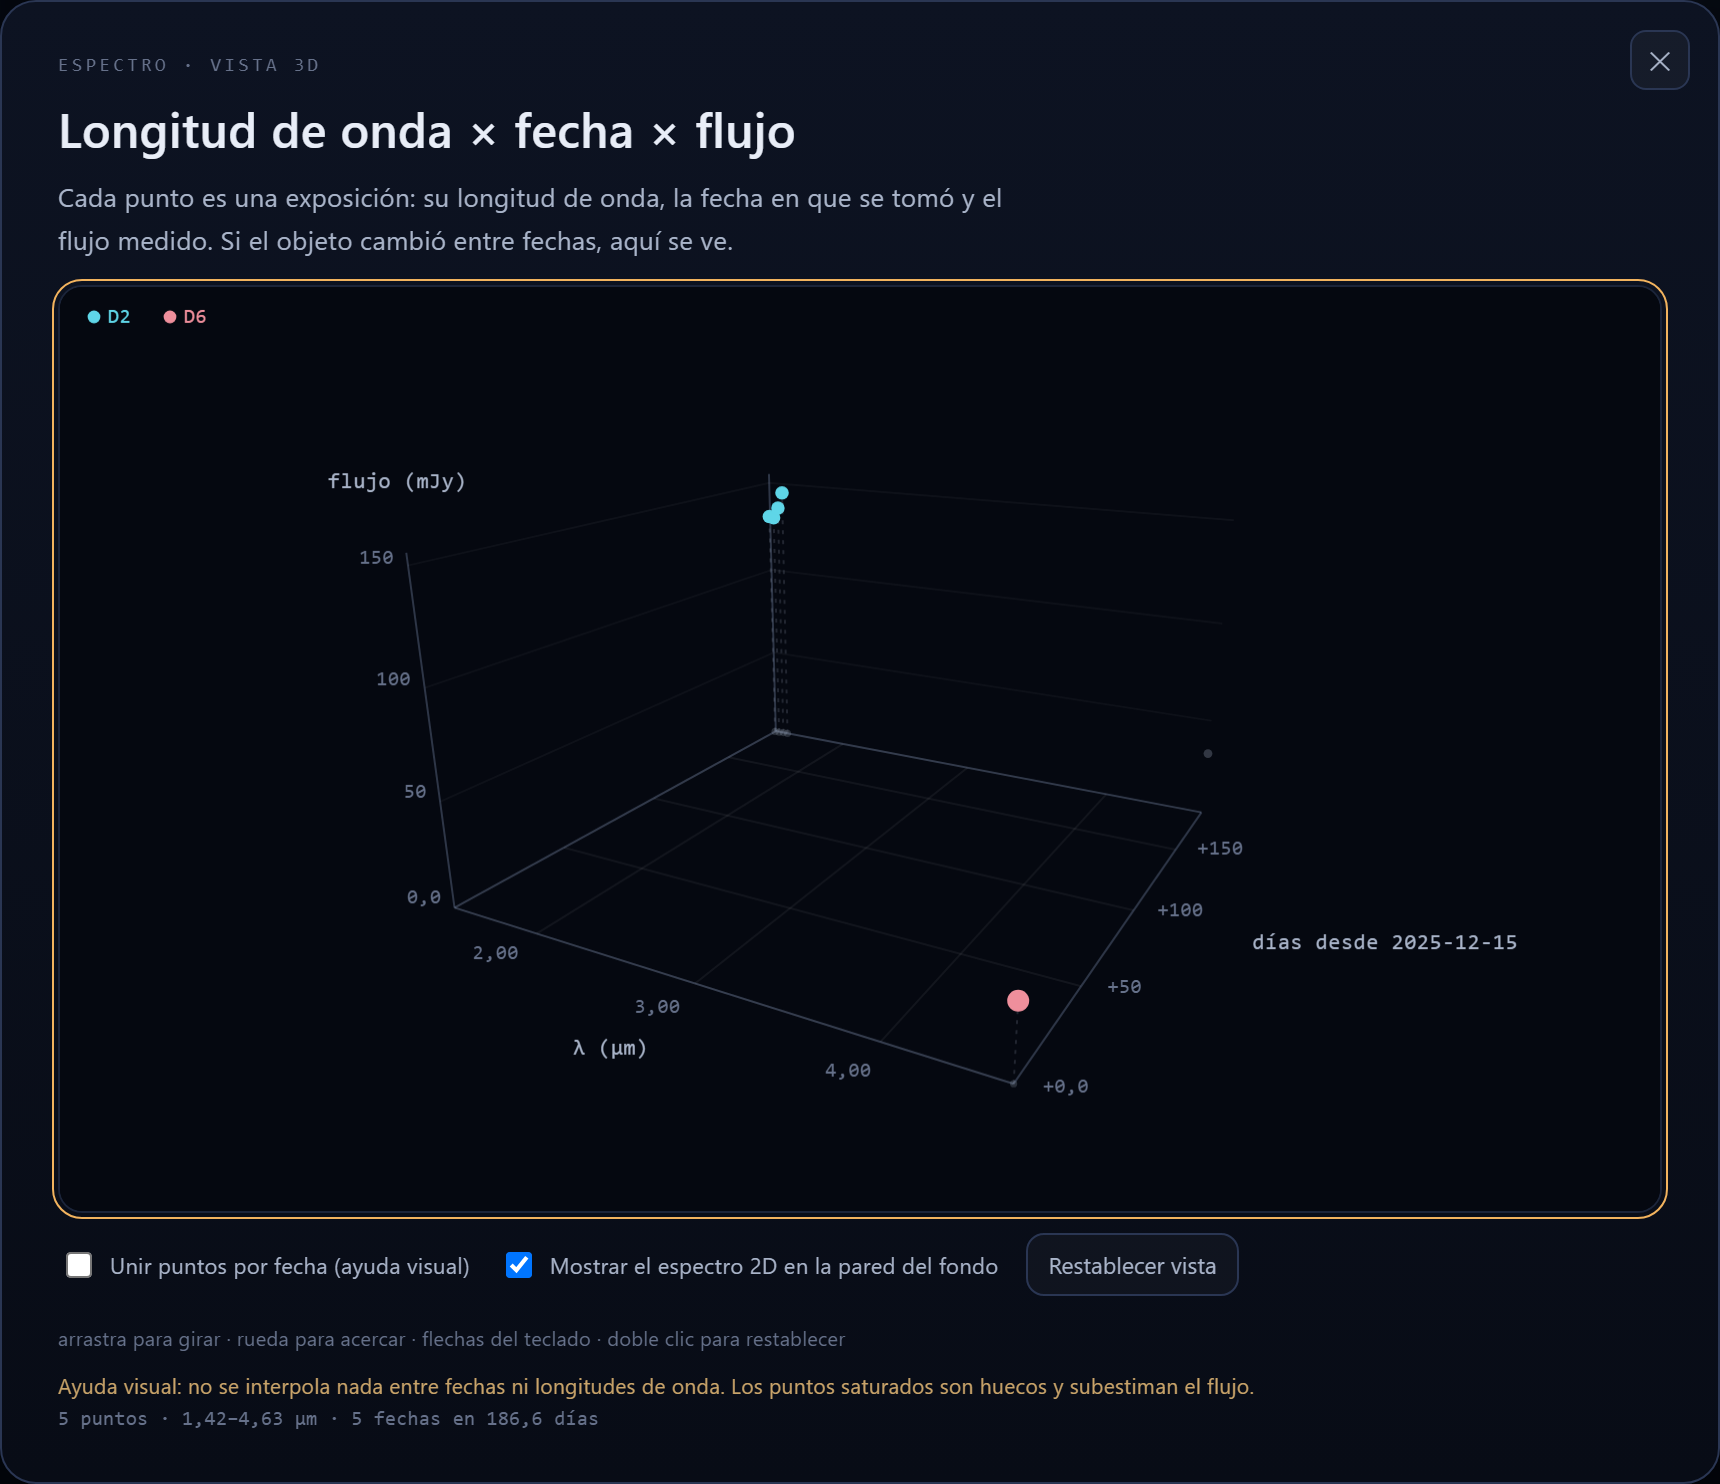 ESPECTRO · VISTA 3D
Longitud de onda × fecha × flujo
Cada punto es una exposición: su longitud de onda, la fecha en que se tomó y el
flujo medido. Si el objeto cambió entre fechas, aquí se ve.
D2 D6
flujo (mJy)
150
100
50
0,0
2,00
3,00
4,00
λ (µm)
+150
+100
+50
+0,0
días desde 2025-12-15
Unir puntos por fecha (ayuda visual) Mostrar el espectro 2D en la pared del fondo Restablecer vista
arrastra para girar · rueda para acercar · flechas del teclado · doble clic para restablecer
Ayuda visual: no se interpola nada entre fechas ni longitudes de onda. Los puntos saturados son huecos y subestiman el flujo.
5 puntos · 1,42–4,63 µm · 5 fechas en 186,6 días